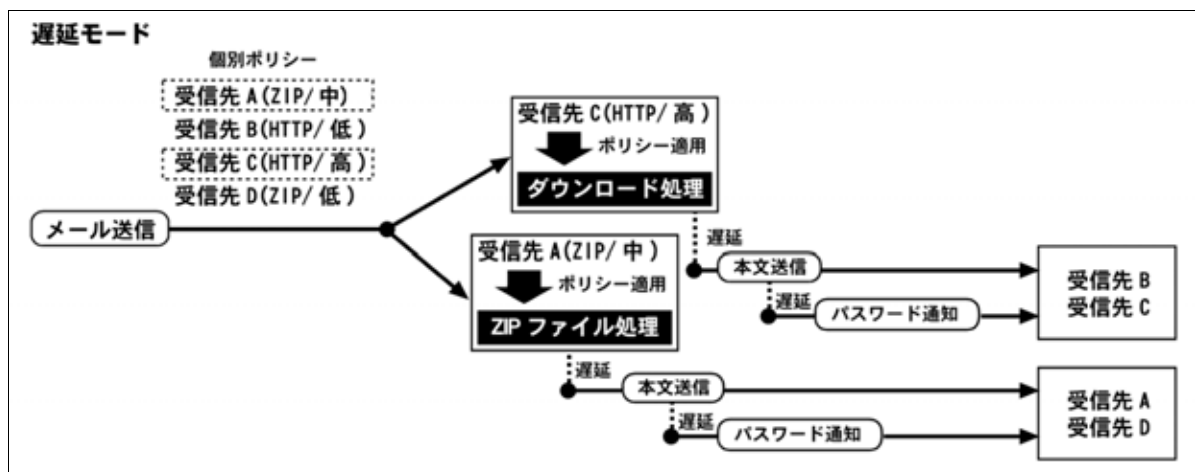 遅延モード
個別ポリシー
受信先 A(ZIP/ 中)
受信先 B(HTTP/ 低)
受信先 C(HTTP/ 高)
受信先 D(ZIP/ 低)
メール送信
受信先 C(HTTP/ 高)
ポリシー適用
ダウンロード処理
受信先 A(ZIP/ 中)
ポリシー適用
ZIP ファイル処理
遅延
本文送信
遅延
パスワード通知
受信先 B
受信先 C
遅延
本文送信
遅延
パスワード通知
受信先 A
受信先 D